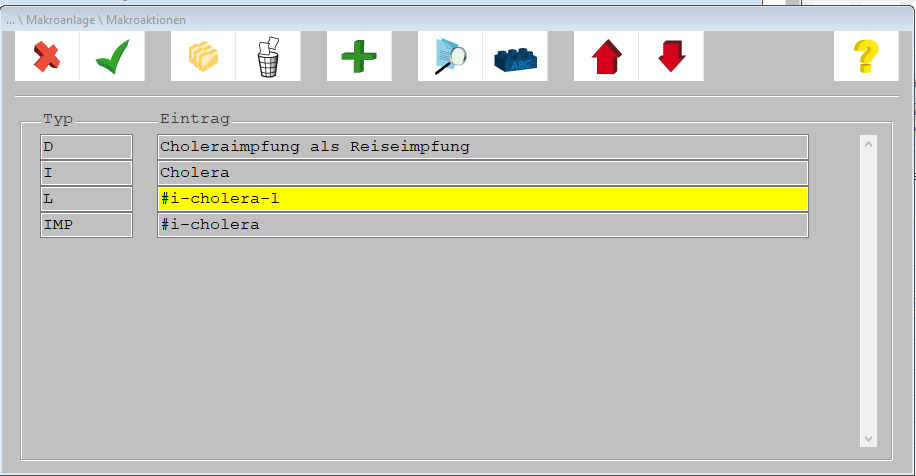 ... \ Makroanlage \ Makroaktionen
ABC
?
Typ Eintrag
D Choleraimpfung als Reiseimpfung
I Cholera
L #i-cholera-l
IMP #i-cholera